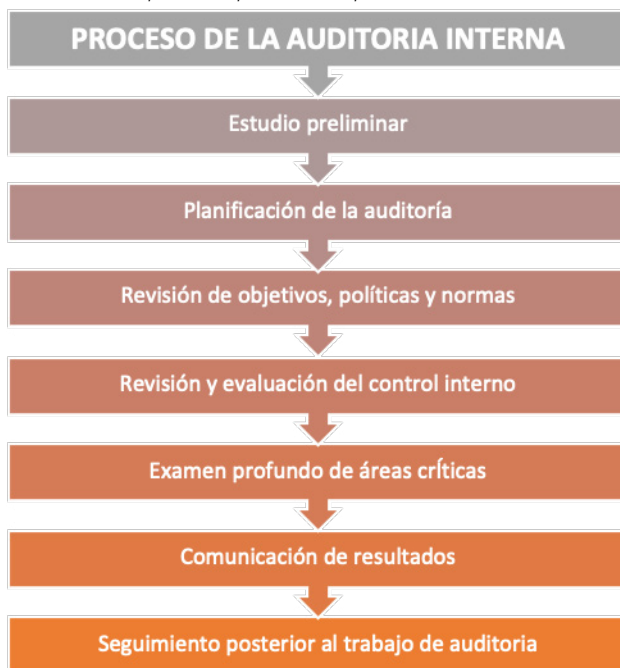 PROCESO DE LA AUDITORIA INTERNA
Estudio preliminar
Planificación de la auditoría
Revisión de objetivos, políticas y normas
Revisión y evaluación del control interno
Examen profundo de áreas crÍticas
Comunicación de resultados
Seguimiento posterior al trabajo de auditoria